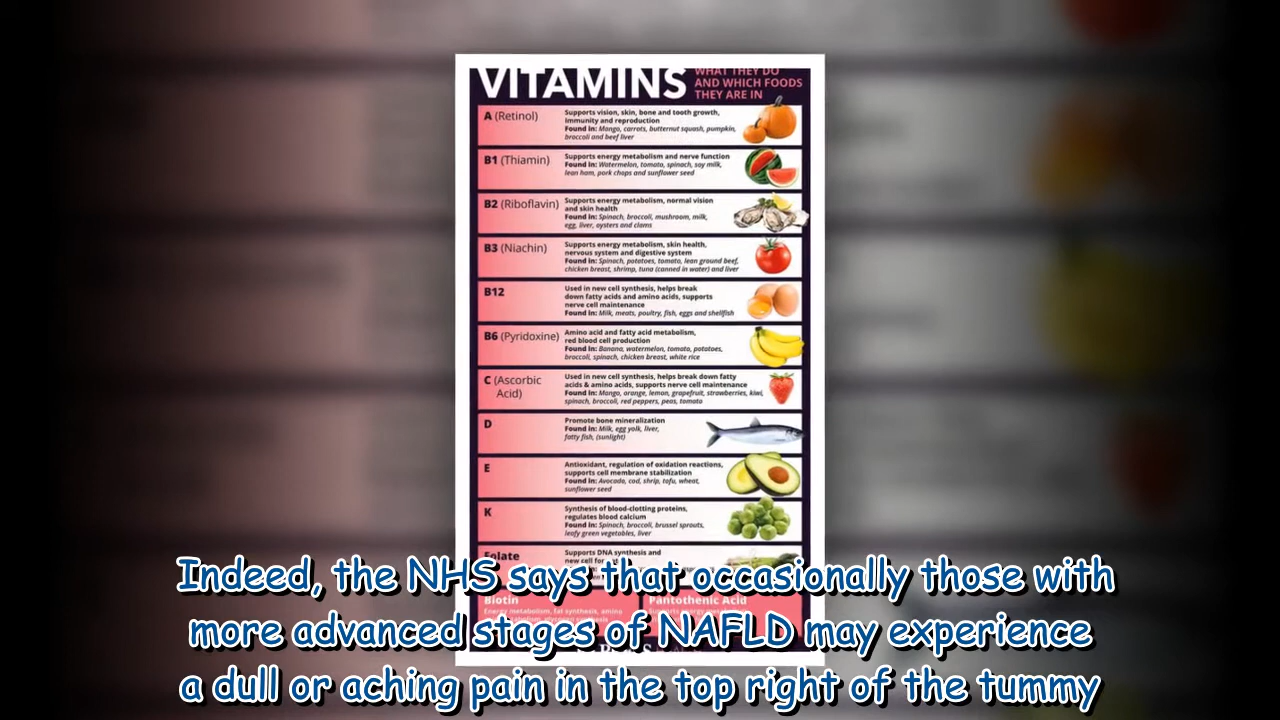 VITAMINS
WHAT THEY DO
AND WHICH FOODS
THEY ARE IN
A (Retinol)
Supports vision, skin, bone and tooth growth,
immunity and reproduction
Found in: Mango, carrots, butternut squash, pumpkin,
broccoli and beef liver
B1 (Thiamin)
Supports energy metabolism and nerve function
Found in: Watermelon, tomato, spinach, soy milk,
lean ham, pork chops and sunflower seed
B2 (Riboflavin)
Supports energy metabolism, normal vision
and skin health
Found in: Spinach, broccoli, mushroom, milk,
egg, liver, oysters and clams
B3 (Niachin)
Supports energy metabolism, skin health,
nervous system and digestive system
Found in: Spinach, potatoes, tomato, lean ground beef,
chicken breast, shrimp, tuna (canned in water) and liver
B12
Used in new cell synthesis, helps break
down fatty acids and amino acids, supports
nerve cell maintenance
Found in: Milk, meats, poultry, fish, eggs and shellfish
B6 (Pyridoxine)
Amino acid and fatty acid metabolism,
red blood cell production
Found in: Banana, watermelon, tomato, potatoes,
broccoli, spinach, chicken breast, white rice
C (Ascorbic
Acid)
Used in new cell synthesis, helps break down fatty
acids & amino acids, supports nerve cell maintenance
Found in: Mango, orange, lemon, grapefruit, strawberries, kiwi,
spinach, broccoli, red peppers, peas, tomato
D
Promote bone mineralization
Found in: Milk, egg yolk, liver,
fatty fish, (sunlight)
E
Antioxidant, regulation of oxidation reactions,
supports cell membrane stabilization
Found in: Avocado, cod, shrip, tofu, wheat,
sunflower seed
K
Synthesis of blood-clotting proteins,
regulates blood calcium
Found in: Spinach, broccoli, brussel sprouts,
leafy green vegetables, liver
Folate
Supports DNA synthesis and
new cell
Biotin
Energy metabolism, fat synthesis, amino
Pantothenic Acid
Supports energy
Indeed, the NHS says that occasionally those with
more advanced stages of NAFLD may experience
a dull or aching pain in the top right of the tummy